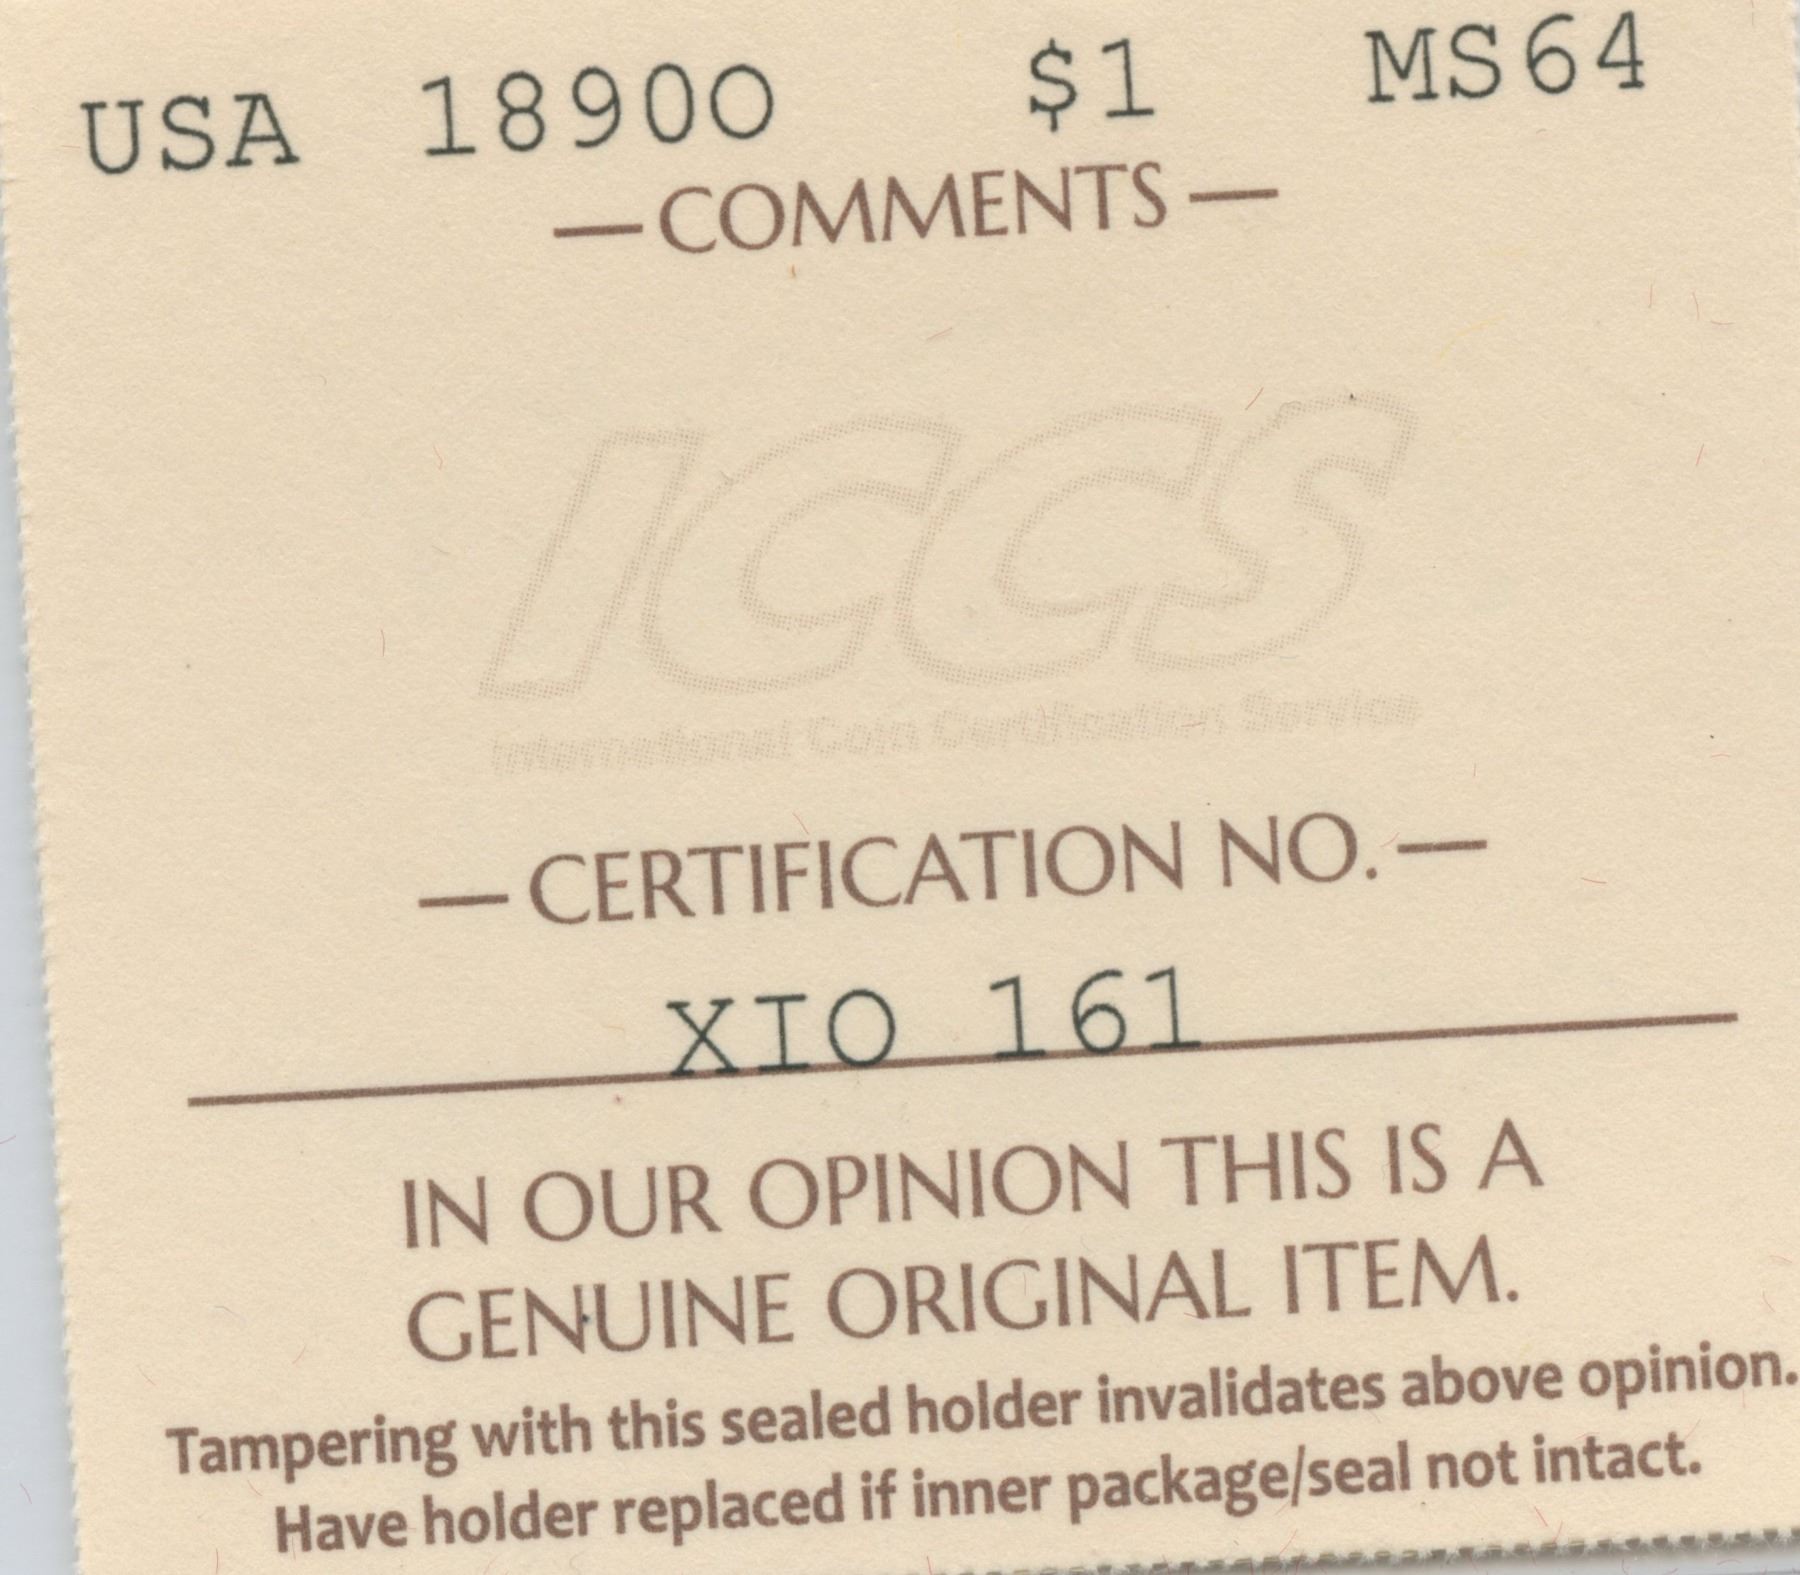 USA 1890O $1 MS64
—COMMENTS—
ICCS
International Coin Certification Service
—CERTIFICATION NO.—
XIO 161
IN OUR OPINION THIS IS A
GENUINE ORIGINAL ITEM.
Tampering with this sealed holder invalidates above opinion.
Have holder replaced if inner package/seal not intact.